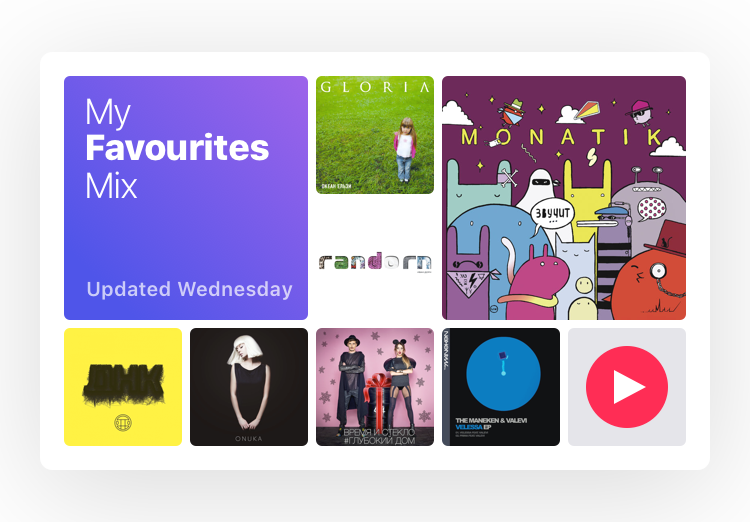 My
Favourites
Mix
Updated Wednesday
GLORIA
ОКЕАН ЕЛЬЗИ
random
MONATIK
ЗВУЧИТ
ДМХ
ONUKA
ВРЕМЯ И СТЕКЛО
#ГЛУБОКИЙ ДОМ
THE MANEKEN & VALEVI
VELESSA EP